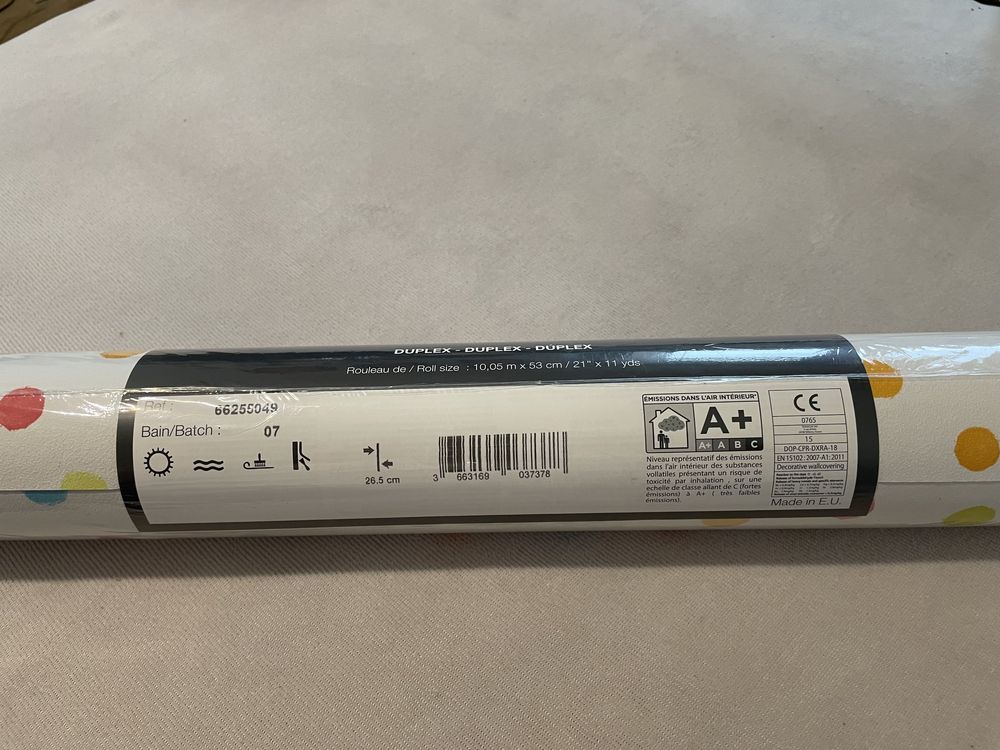 DUPLEX - DUPLEX - DÚPLEX
Rouleau de / Roll size : 10,05 m x 53 cm / 21" x 11 yds
Ref : 66255049
Bain/Batch : 07
26.5 cm
3 663169 037378
ÉMISSIONS DANS L'AIR INTÉRIEUR*
A+
A+ A B C
Niveau représentatif des émissions
dans l'air intérieur des substances
volatiles présentant un risque de
toxicité par inhalation , sur une
echelle de classe allant de C (fortes
émissions) à A+ ( très faibles
émissions).
CE
0765
15
DOP-CPR-DXRA-18
EN 15102 :2007-A1:2011
Decorative wallcovering
Made in E.U.